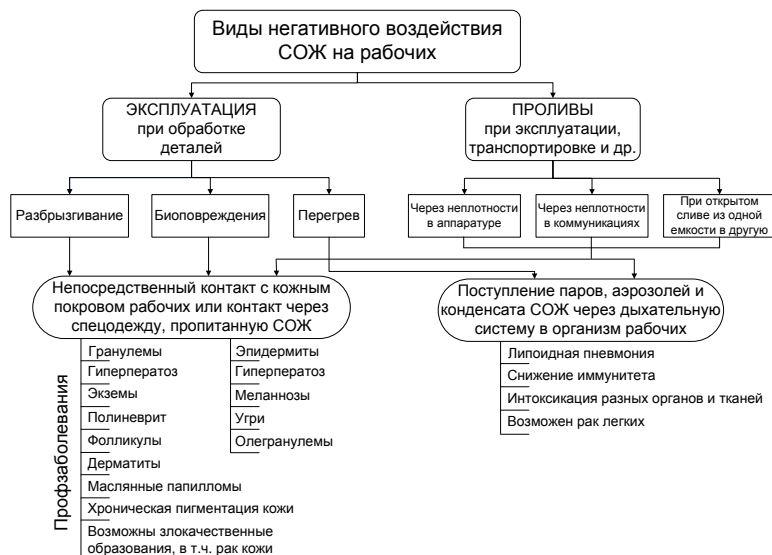 Виды негативного воздействия
СОЖ на рабочих
ЭКСПЛУАТАЦИЯ
при обработке
деталей
ПРОЛИВЫ
при эксплуатации,
транспортировке и др.
Разбрызгивание
Биоповреждения
Перегрев
Через неплотности
в аппаратуре
Через неплотности
в коммуникациях
При открытом
сливе из одной
емкости в другую
Непосредственный контакт с кожным
покровом рабочих или контакт через
спецодежду, пропитанную СОЖ
Поступление паров, аэрозолей и
конденсата СОЖ через дыхательную
систему в организм рабочих
Профзаболевания
Гранулемы
Гиперператоз
Экземы
Полиневрит
Фолликулы
Дерматиты
Маслянные папилломы
Хроническая пигментация кожи
Возможны злокачественные
образования, в т.ч. рак кожи
Эпидермиты
Гиперператоз
Меланнозы
Угри
Олегранулемы
Липоидная пневмония
Снижение иммунитета
Интоксикация разных органов и тканей
Возможен рак легких